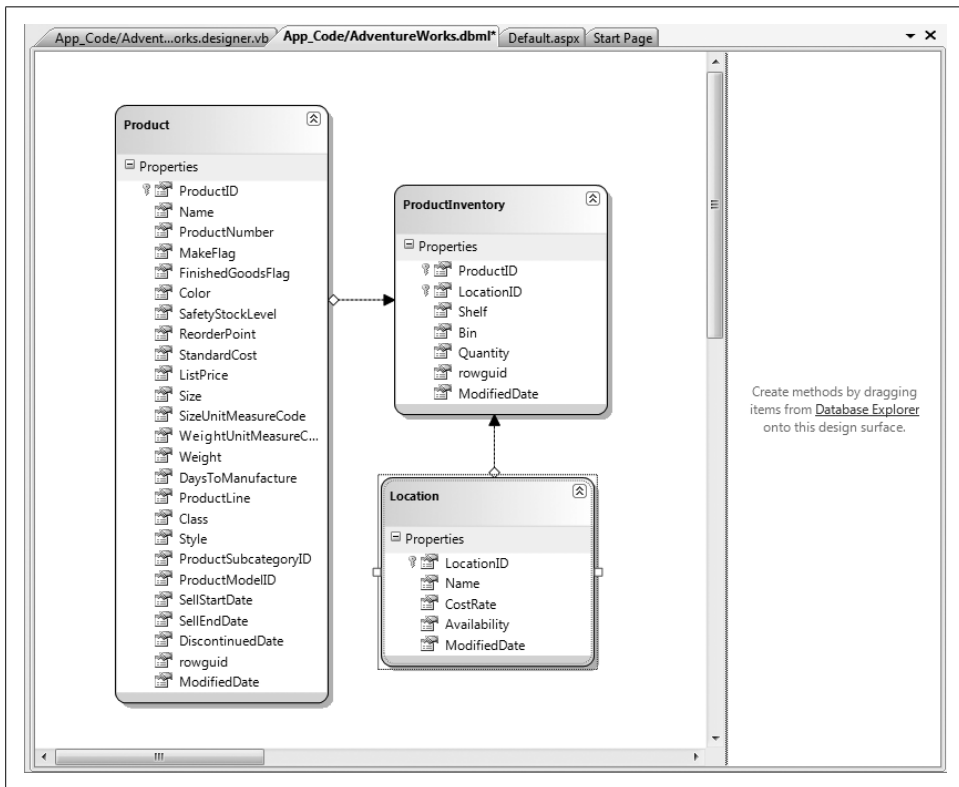 App_Code/Advent...orks.designer.vb App_Code/AdventureWorks.dbml* Default.aspx Start Page
Product
Properties
ProductID
Name
ProductNumber
MakeFlag
FinishedGoodsFlag
Color
SafetyStockLevel
ReorderPoint
StandardCost
ListPrice
Size
SizeUnitMeasureCode
WeightUnitMeasureC...
Weight
DaysToManufacture
ProductLine
Class
Style
ProductSubcategoryID
ProductModelID
SellStartDate
SellEndDate
DiscontinuedDate
rowguid
ModifiedDate
ProductInventory
Properties
ProductID
LocationID
Shelf
Bin
Quantity
rowguid
ModifiedDate
Location
Properties
LocationID
Name
CostRate
Availability
ModifiedDate
Create methods by dragging
items from Database Explorer
onto this design surface.